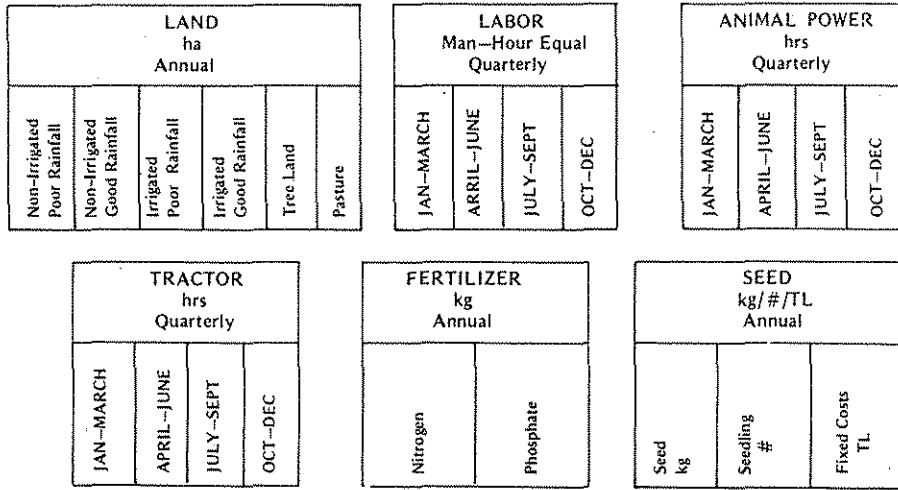 LAND
ha
Annual
Non-Irrigated
Poor Rainfall
Non-Irrigated
Good Rainfall
Irrigated
Poor Rainfall
Irrigated
Good Rainfall
Tree Land
Pasture
LABOR
Man-Hour Equal
Quarterly
JAN-MARCH
ARRIL-JUNE
JULY-SEPT
OCT-DEC
ANIMAL POWER
hrs
Quarterly
JAN-MARCH
APRIL-JUNE
JULY-SEPT
OCT-DEC
TRACTOR
hrs
Quarterly
JAN-MARCH
APRIL-JUNE
JULY-SEPT
OCT-DEC
FERTILIZER
kg
Annual
Nitrogen
Phosphate
SEED
kg/#/TL
Annual
Seed
kg
Seedling
#
Fixed Costs
TL